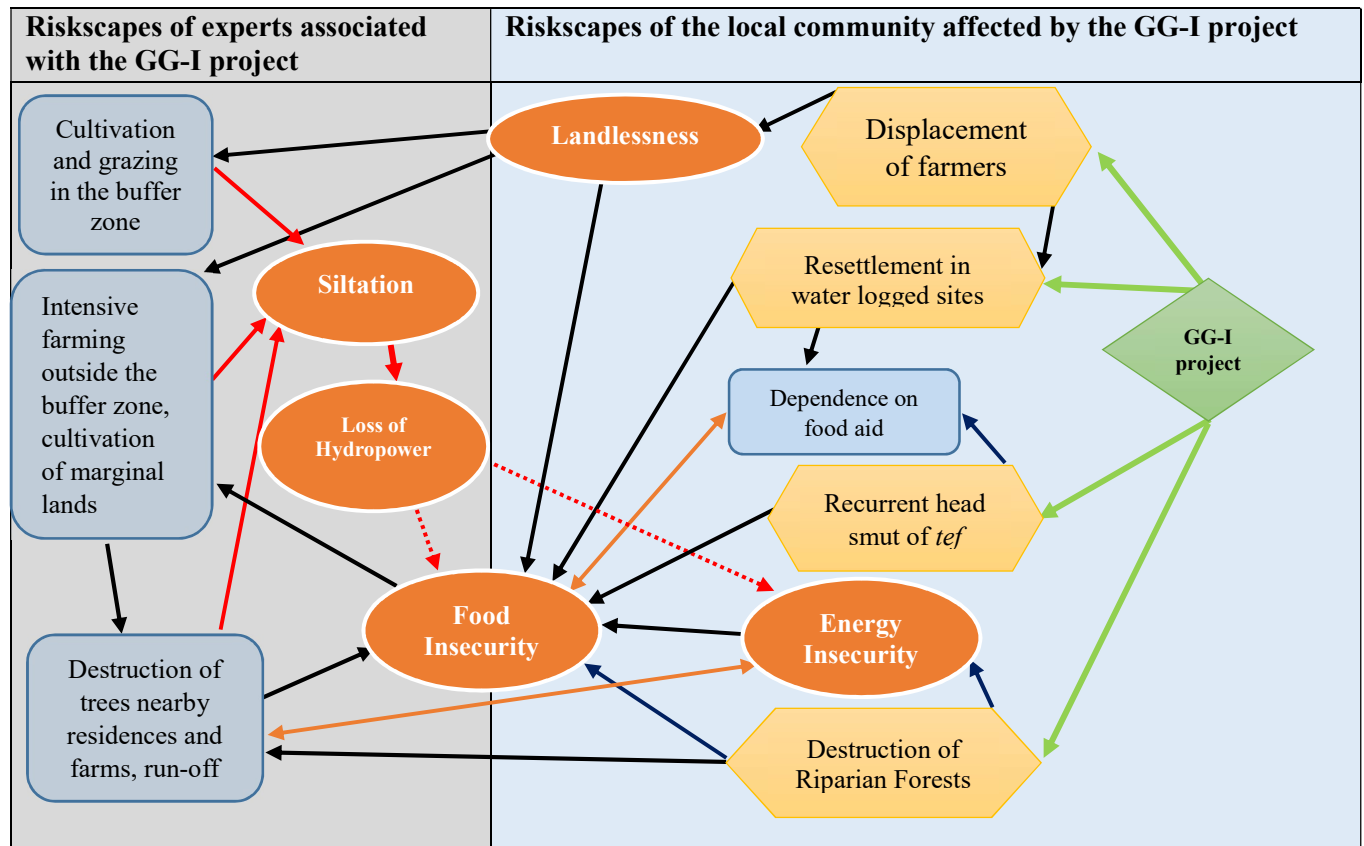 Riskscapes of experts associated
with the GG-I project
Riskscapes of the local community affected by the GG-I project
Cultivation
and grazing
in the buffer
zone
Landlessness
Displacement
of farmers
Siltation
Resettlement in
water logged sites
Intensive
farming
outside the
buffer zone,
cultivation
of marginal
lands
GG-I
project
Loss of
Hydropower
Dependence on
food aid
Recurrent head
smut of tef
Food
Insecurity
Energy
Insecurity
Destruction of
trees nearby
residences and
farms, run-off
Destruction of
Riparian Forests